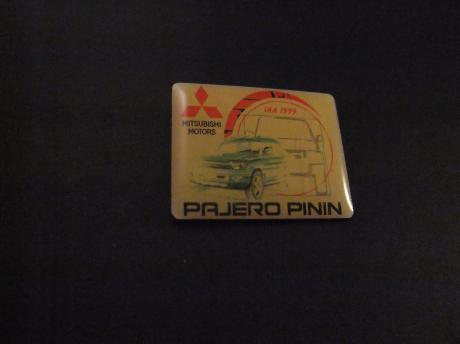 IAA 1999
MITSUBISHI
MOTORS
PAJERO PININ